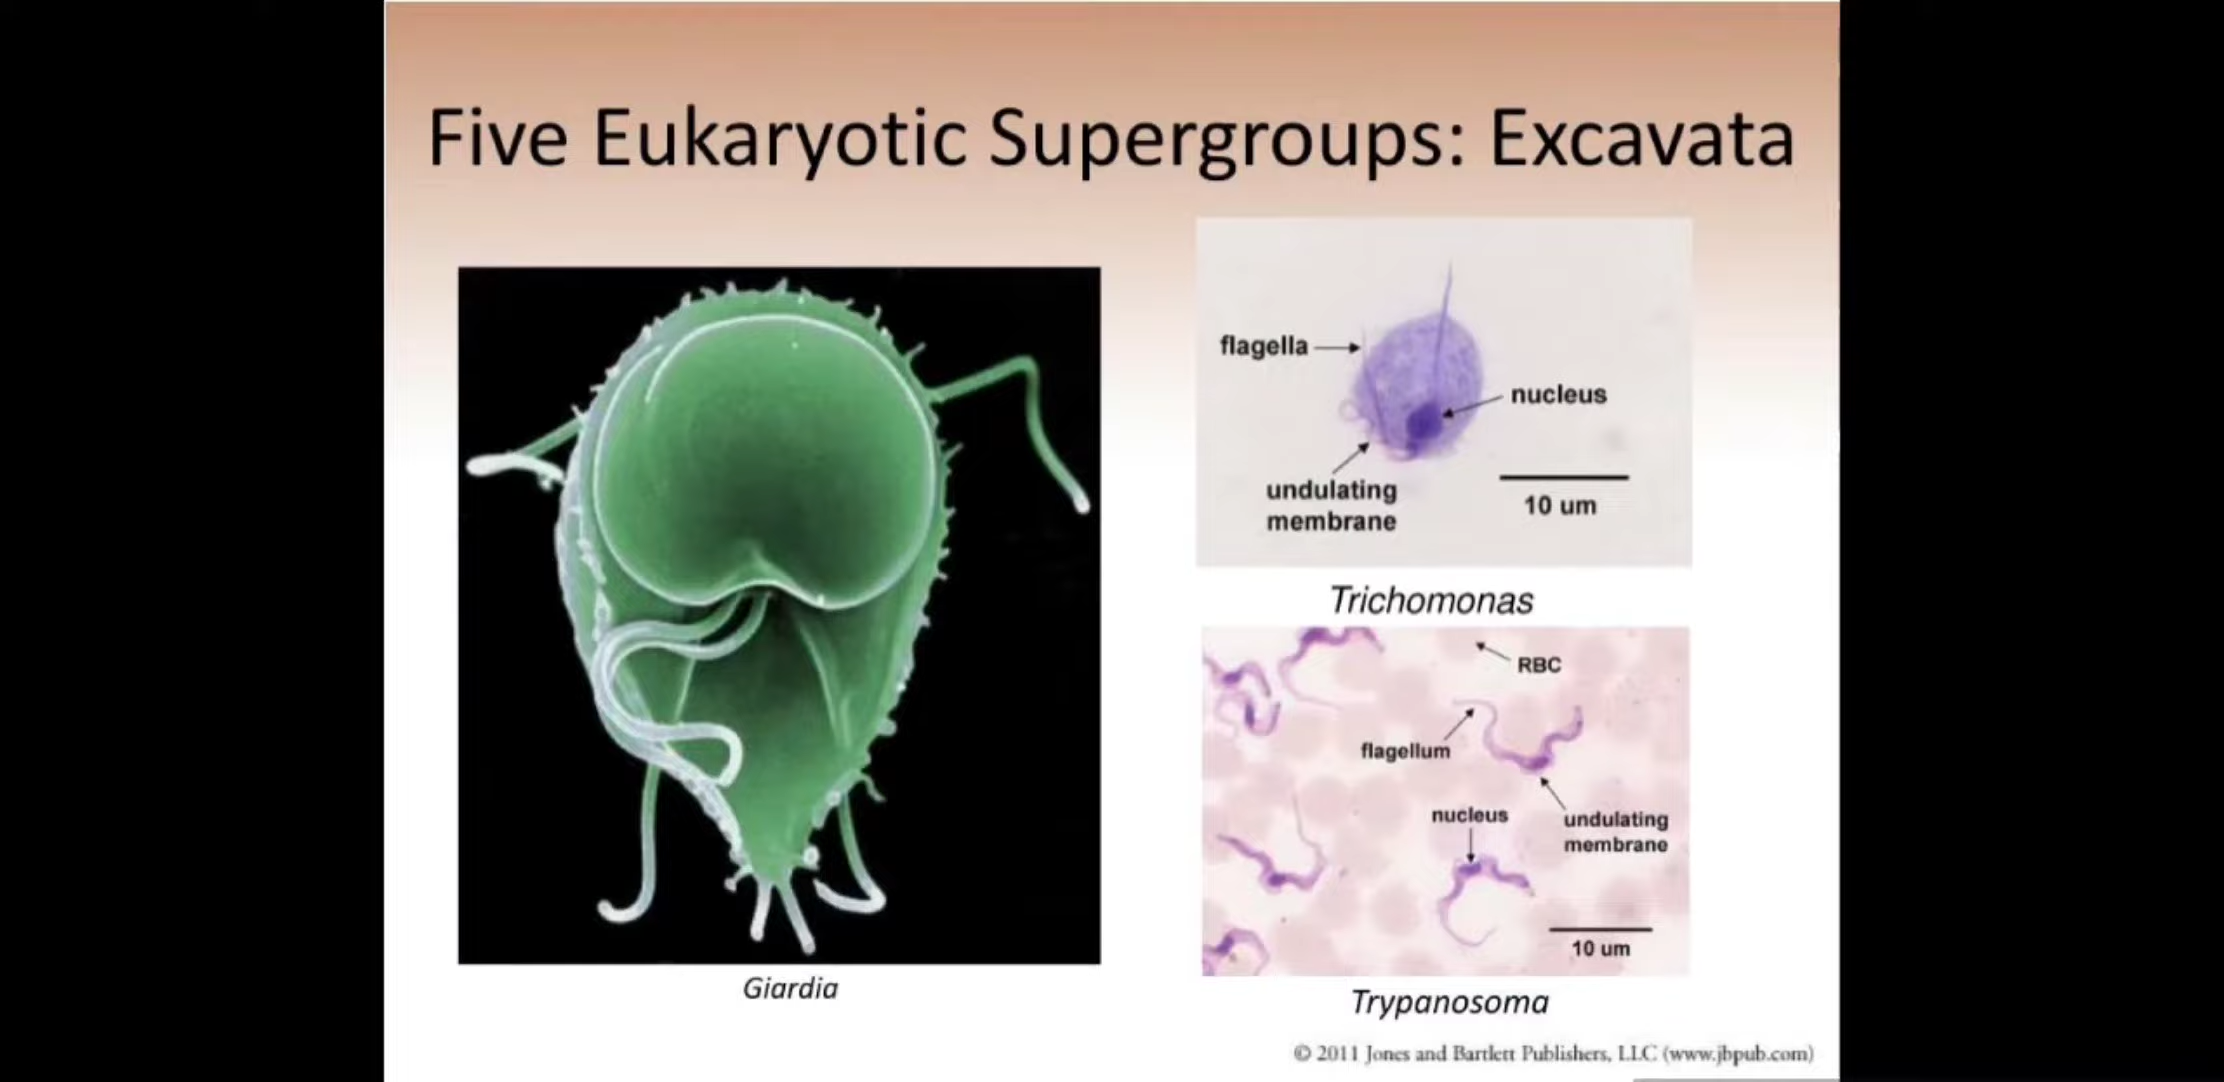 Five Eukaryotic Supergroups: Excavata
flagella
nucleus
undulating
membrane
10 um
Trichomonas
RBC
flagellum
nucleus
undulating
membrane
10 um
Giardia
Trypanosoma
© 2011 Jones and Bartlett Publishers, LLC (www.jbpub.com)